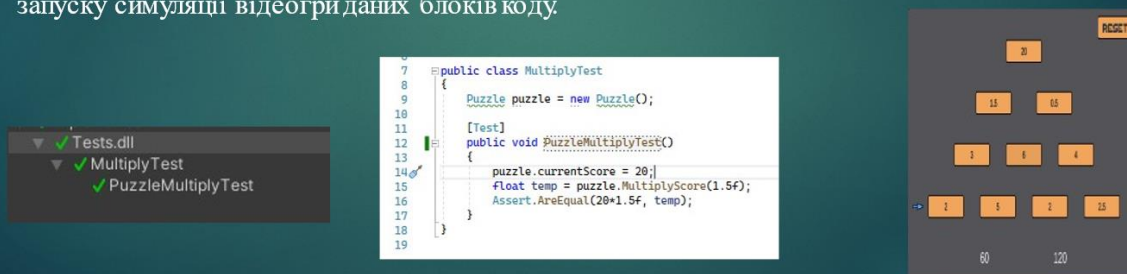 запуску симуляції відеогри даних блоків коду.
Tests.dll
MultiplyTest
PuzzleMultiplyTest
7 public class MultiplyTest
8 {
9 Puzzle puzzle = new Puzzle();
10
11 [Test]
12 public void PuzzleMultiplyTest()
13 {
14 puzzle.currentScore = 20;
15 float temp = puzzle.MultiplyScore(1.5f);
16 Assert.AreEqual(20*1.5f, temp);
17 }
18 }
19
RESET
20
1.5 0.5
3 6 4
2 5 2 2.5
60 120